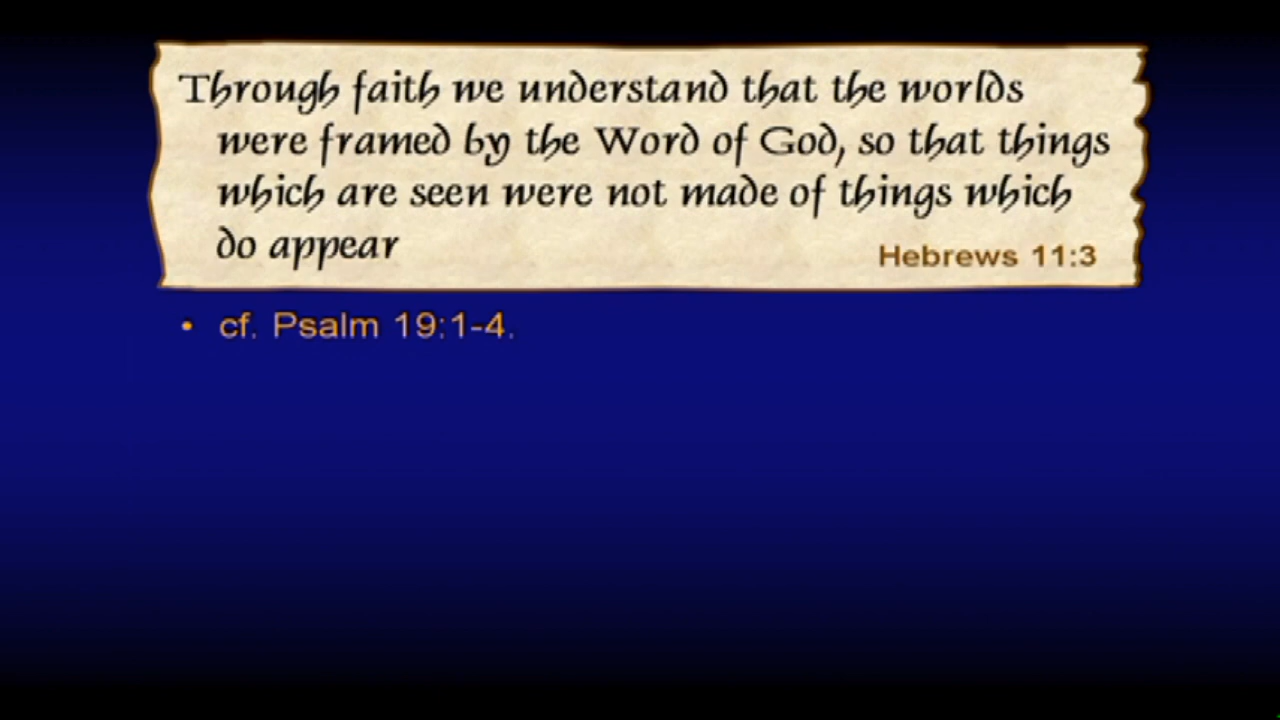 Through faith we understand that the worlds
were framed by the Word of God, so that things
which are seen were not made of things which
do appear
Hebrews 11:3
• cf. Psalm 19:1-4.